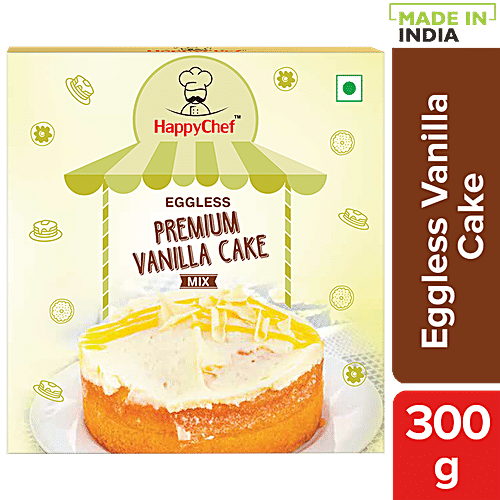 MADE IN
INDIA
HappyChef™
EGGLESS
PREMIUM
VANILLA CAKE
MIX
Eggless Vanilla
Cake
300
g